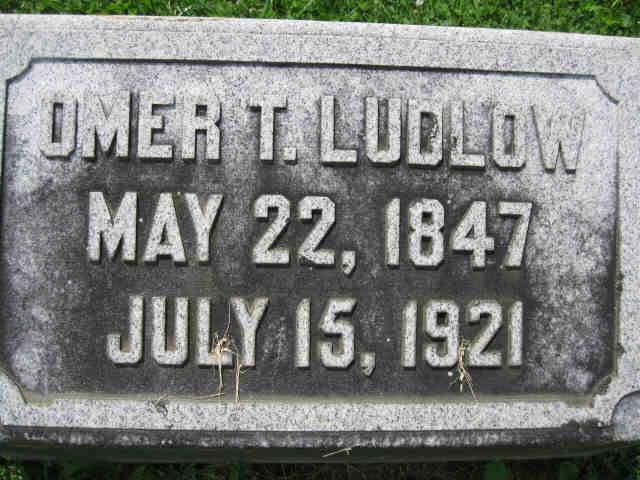 OMER T. LUDLOW
MAY 22, 1847
JULY 15, 1921